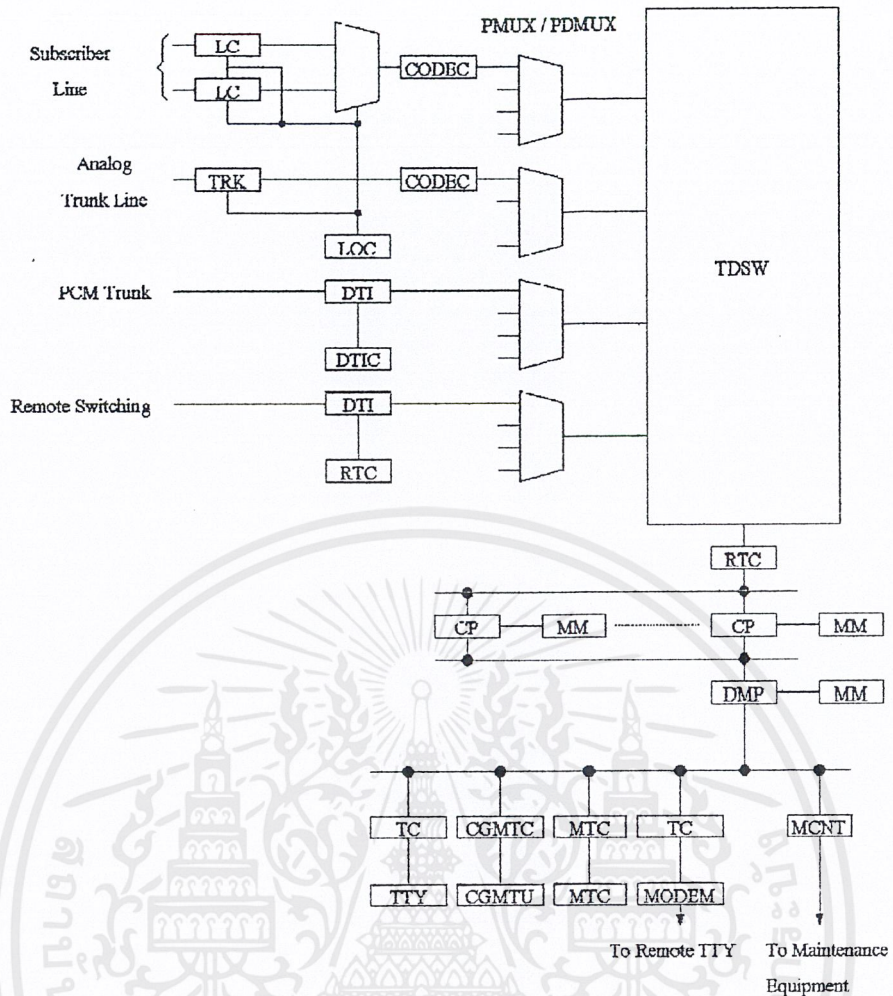 PMUX / PDMUX
Subscriber
Line
LC
LC
CODEC
Analog
Trunk Line
TRK
CODEC
LOC
TDSW
PCM Trunk
DTI
DTIC
Remote Switching
DTI
RTC
RTC
CP
MM
CP
MM
DMP
MM
TC
CGMTC
MTC
TC
MCNT
TTY
CGMTU
MTC
MODEM
To Remote TTY
To Maintenance
Equipment